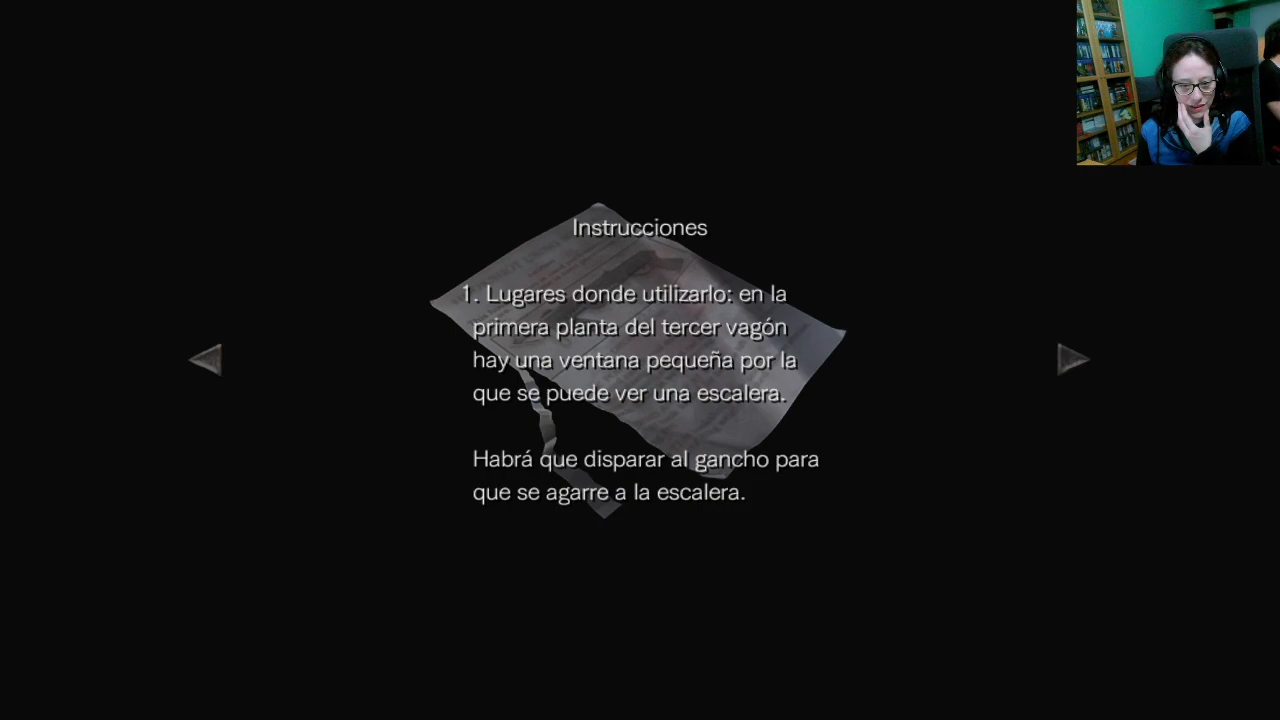 Instrucciones
1. Lugares donde utilizarlo: en la
primera planta del tercer vagón
hay una ventana pequeña por la
que se puede ver una escalera.
Habrá que disparar al gancho para
que se agarre a la escalera.